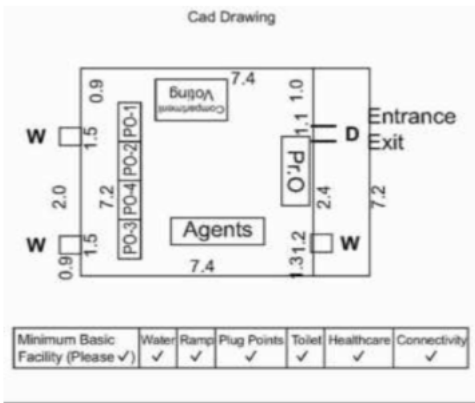 Cad Drawing
7.4
0.9
Voting
Compartment
1.0
1.1
Entrance
D
Exit
W
1.5
PO-1
PO-2
PO-4
PO-3
Pr.O
2.0
7.2
2.4
7.2
Agents
W
1.5
0.9
7.4
1.2
1.3
W
Minimum Basic Facility (Please ✓)
Water
Ramp
Plug Points
Toilet
Healthcare
Connectivity
✓ ✓ ✓ ✓ ✓ ✓